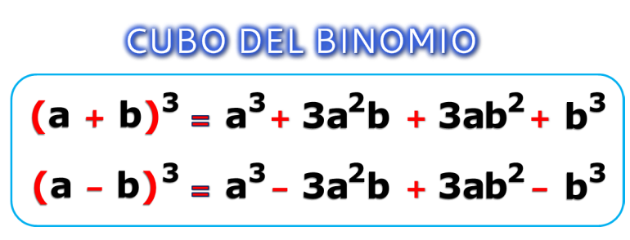 CUBO DEL BINOMIO
(a + b)³ = a³ + 3a²b + 3ab² + b³
(a – b)³ = a³ – 3a²b + 3ab² – b³